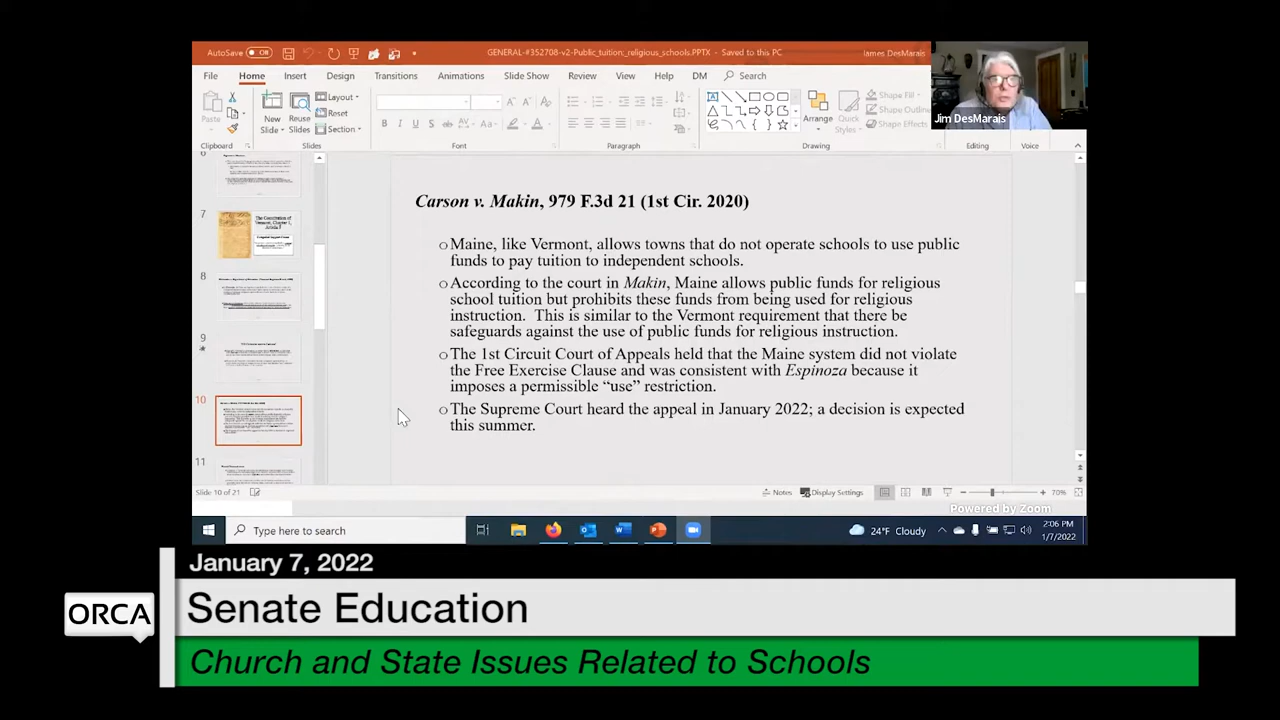 AutoSave Off
GENERAL-#352708-v2-Public_tuition;_religious_schools.PPTX - Saved to this PC
James DesMarais
File Home Insert Design Transitions Animations Slide Show Review View Help DM Search
Paste
New
Slide
Reuse
Slides
Layout
Reset
Section
Arrange
Quick
Styles
Shape Fill
Shape Outline
Shape Effects
Clipboard Slides Font Paragraph Drawing Editing Voice
Jim DesMarais
7
The Constitution of
Vermont, Chapter I,
8
9
10
11
Carson v. Makin, 979 F.3d 21 (1st Cir. 2020)
Maine, like Vermont, allows towns that do not operate schools to use public
funds to pay tuition to independent schools.
According to the court in Makin, Maine allows public funds for religious
school tuition but prohibits these funds from being used for religious
instruction. This is similar to the Vermont requirement that there be
safeguards against the use of public funds for religious instruction.
The 1st Circuit Court of Appeals held that the Maine system did not violate
the Free Exercise Clause and was consistent with Espinoza because it
imposes a permissible “use” restriction.
The Supreme Court heard the appeal in January 2022; a decision is expected
this summer.
Slide 10 of 21
Notes Display Settings 70%
Powered by Zoom
Type here to search
24°F Cloudy
2:06 PM
1/7/2022
January 7, 2022
ORCA
Senate Education
Church and State Issues Related to Schools